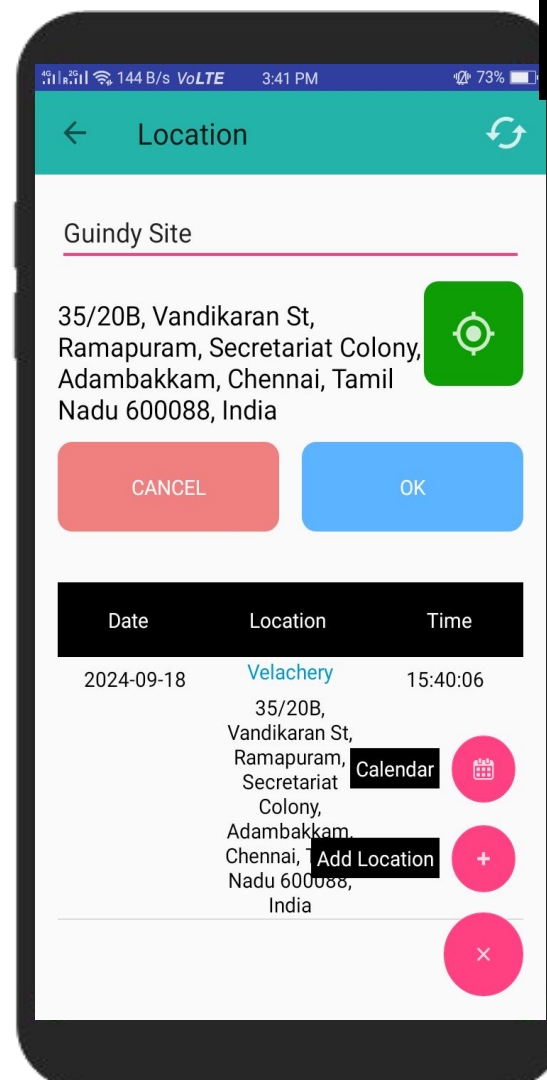 4G R 2G 144 B/s VoLTE 3:41 PM 73%
Location
Guindy Site
35/20B, Vandikaran St,
Ramapuram, Secretariat Colony,
Adambakkam, Chennai, Tamil
Nadu 600088, India
CANCEL OK
Date Location Time
2024-09-18 Velachery 15:40:06
35/20B,
Vandikaran St,
Ramapuram,
Secretariat
Calendar
Colony,
Adambakkam,
Chennai,
Add Location
Nadu 600088,
India